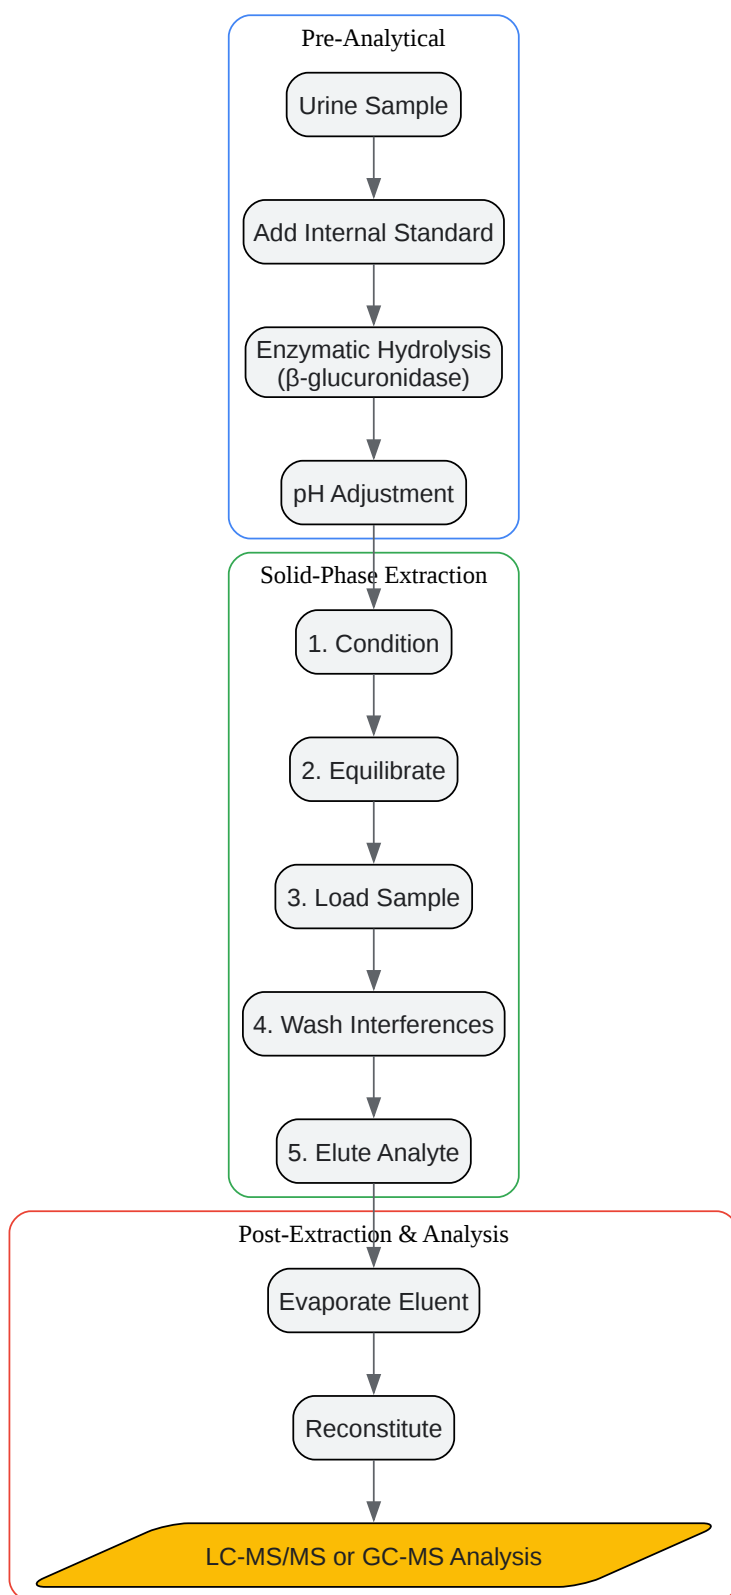 Pre-Analytical
Urine Sample
Add Internal Standard
Enzymatic Hydrolysis
(β-glucuronidase)
pH Adjustment
Solid-Phase Extraction
1. Condition
2. Equilibrate
3. Load Sample
4. Wash Interferences
5. Elute Analyte
Post-Extraction & Analysis
Evaporate Eluent
Reconstitute
LC-MS/MS or GC-MS Analysis